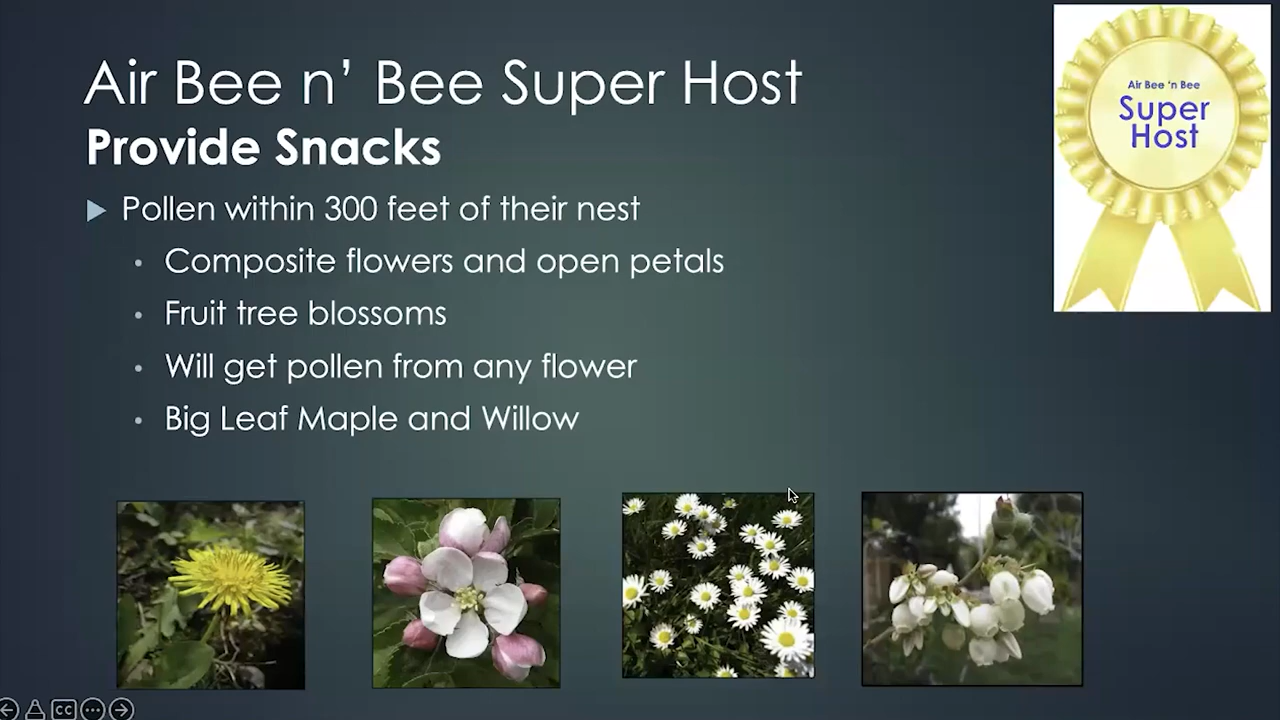 Air Bee n’ Bee Super Host
Provide Snacks
Pollen within 300 feet of their nest
Composite flowers and open petals
Fruit tree blossoms
Will get pollen from any flower
Big Leaf Maple and Willow
Air Bee ‘n Bee
Super
Host
CC